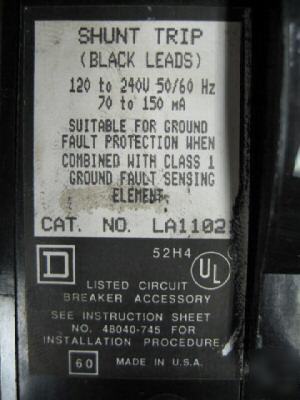 SHUNT TRIP
(BLACK LEADS)
120 to 240V 50/60 Hz
70 to 150 mA
SUITABLE FOR GROUND
FAULT PROTECTION WHEN
COMBINED WITH CLASS 1
GROUND FAULT SENSING
ELEMENT
CAT. NO. LA11021
52H4
D
UL
LISTED CIRCUIT
BREAKER ACCESSORY
SEE INSTRUCTION SHEET
NO. 48040-745 FOR
INSTALLATION PROCEDURE.
60 MADE IN U.S.A.